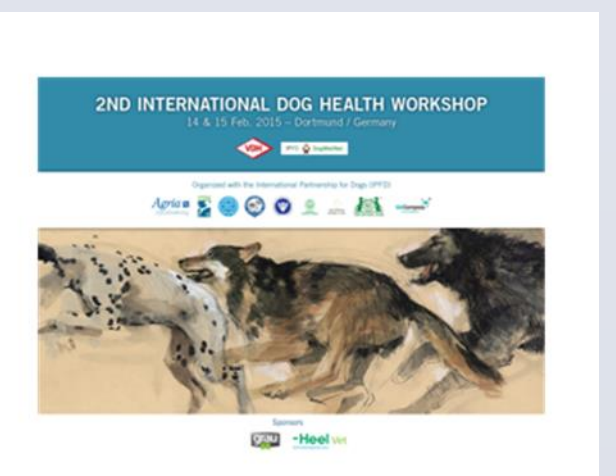 2ND INTERNATIONAL DOG HEALTH WORKSHOP
14 & 15 Feb. 2015 – Dortmund / Germany
VDH
Organized with the International Partnership for Dogs (IPFD)
Agria
Sponsors
grau
-Heel Vet